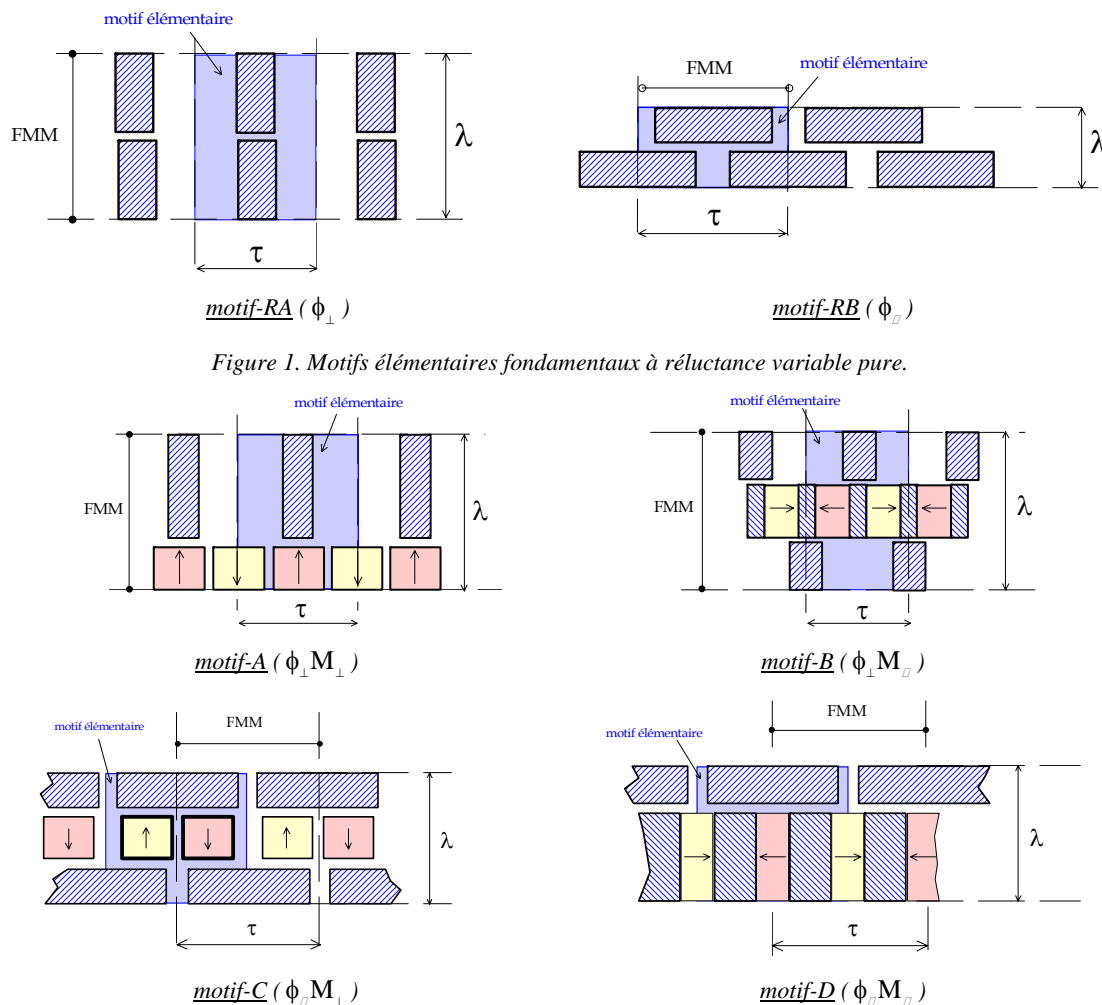 motif élémentaire
FMM
λ
τ
motif-RA ( ϕ⊥ )
FMM
motif élémentaire
λ
τ
motif-RB ( ϕ▯ )
Figure 1. Motifs élémentaires fondamentaux à réluctance variable pure.
motif élémentaire
FMM
λ
τ
motif-A ( ϕ⊥M⊥ )
motif élémentaire
FMM
λ
τ
motif-B ( ϕ⊥M▯ )
motif élémentaire
FMM
λ
τ
motif-C ( ϕ▯M⊥ )
FMM
motif élémentaire
λ
τ
motif-D ( ϕ▯M▯ )